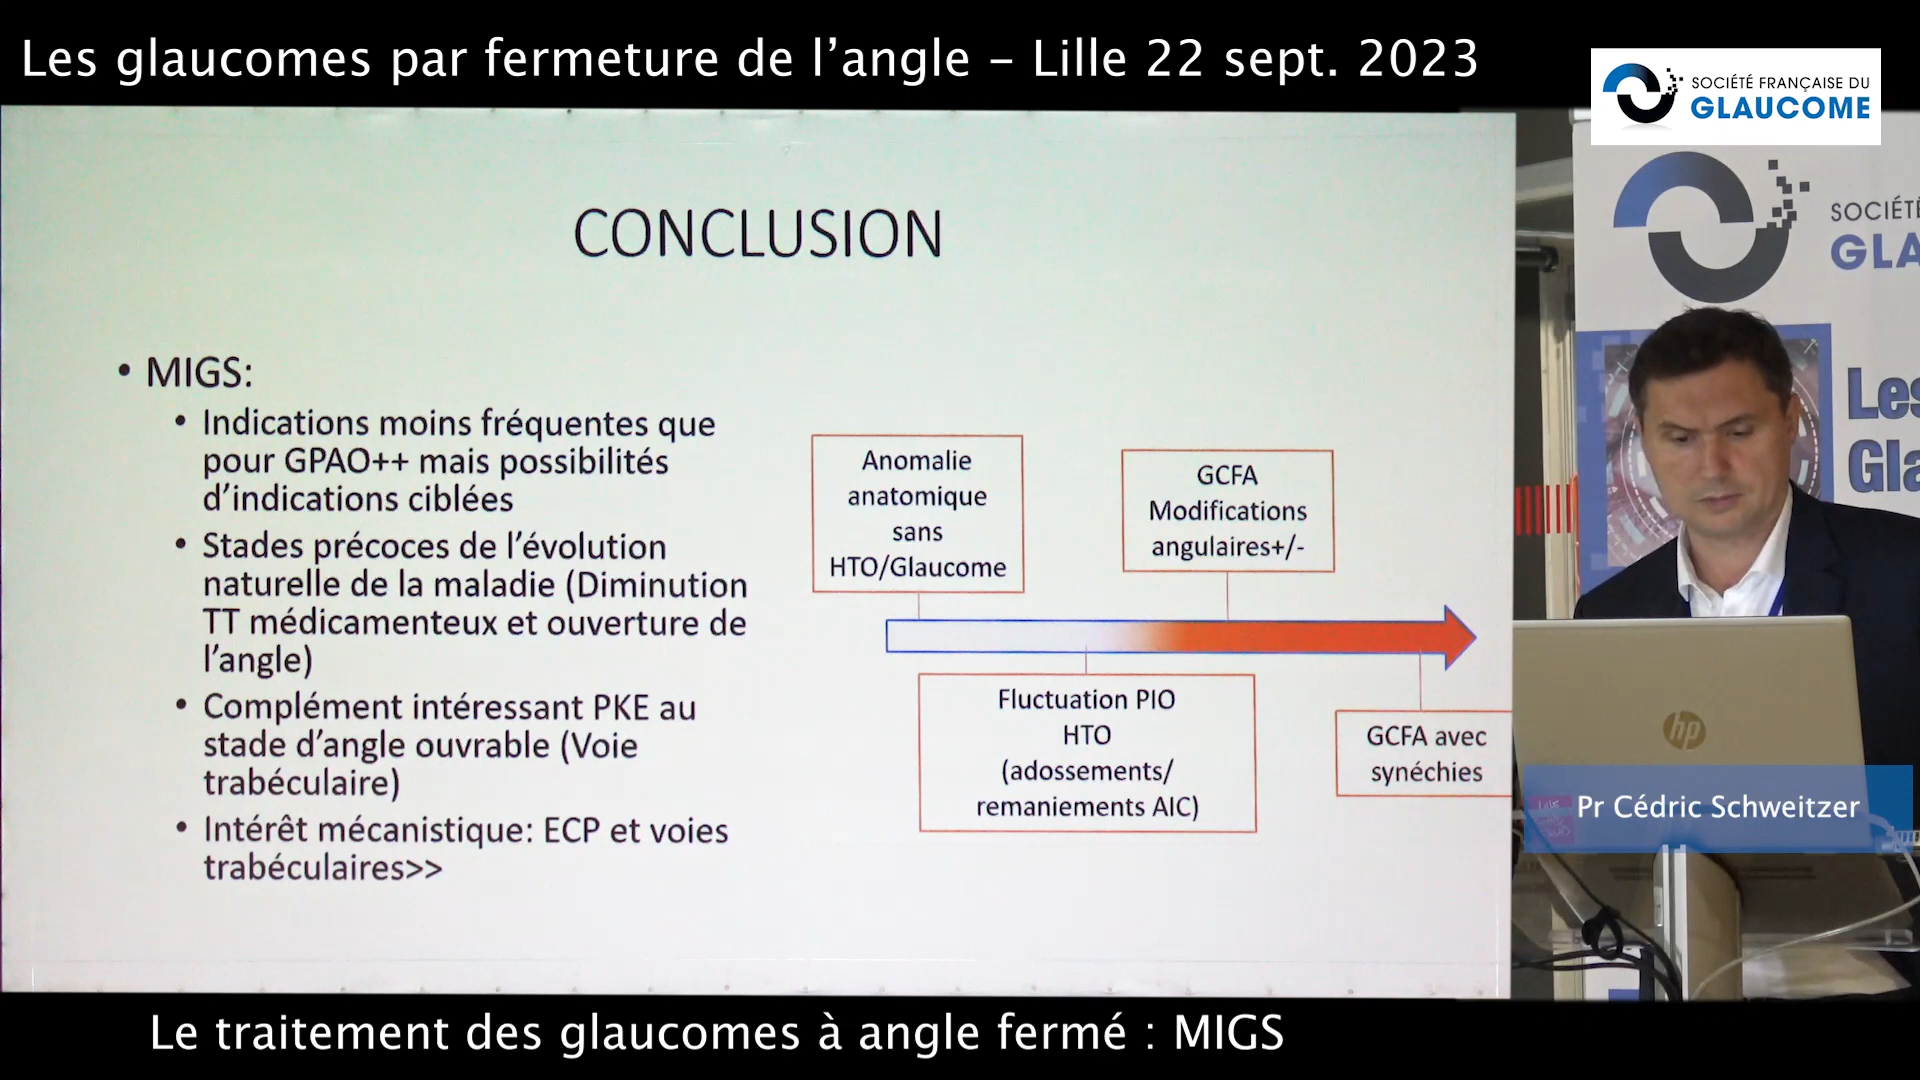 Les glaucomes par fermeture de l’angle – Lille 22 sept. 2023
SOCIÉTÉ FRANÇAISE DU
GLAUCOME
CONCLUSION
• MIGS:
• Indications moins fréquentes que
pour GPAO++ mais possibilités
d’indications ciblées
• Stades précoces de l’évolution
naturelle de la maladie (Diminution
TT médicamenteux et ouverture de
l’angle)
• Complément intéressant PKE au
stade d’angle ouvrable (Voie
trabéculaire)
• Intérêt mécanistique: ECP et voies
trabéculaires>>
Anomalie
anatomique
sans
HTO/Glaucome
GCFA
Modifications
angulaires+/-
Fluctuation PIO
HTO
(adossements/
remaniements AIC)
GCFA avec
synéchies
SOCIÉTÉ
GLA
Les
Gla
hp
Pr Cédric Schweitzer
Le traitement des glaucomes à angle fermé : MIGS